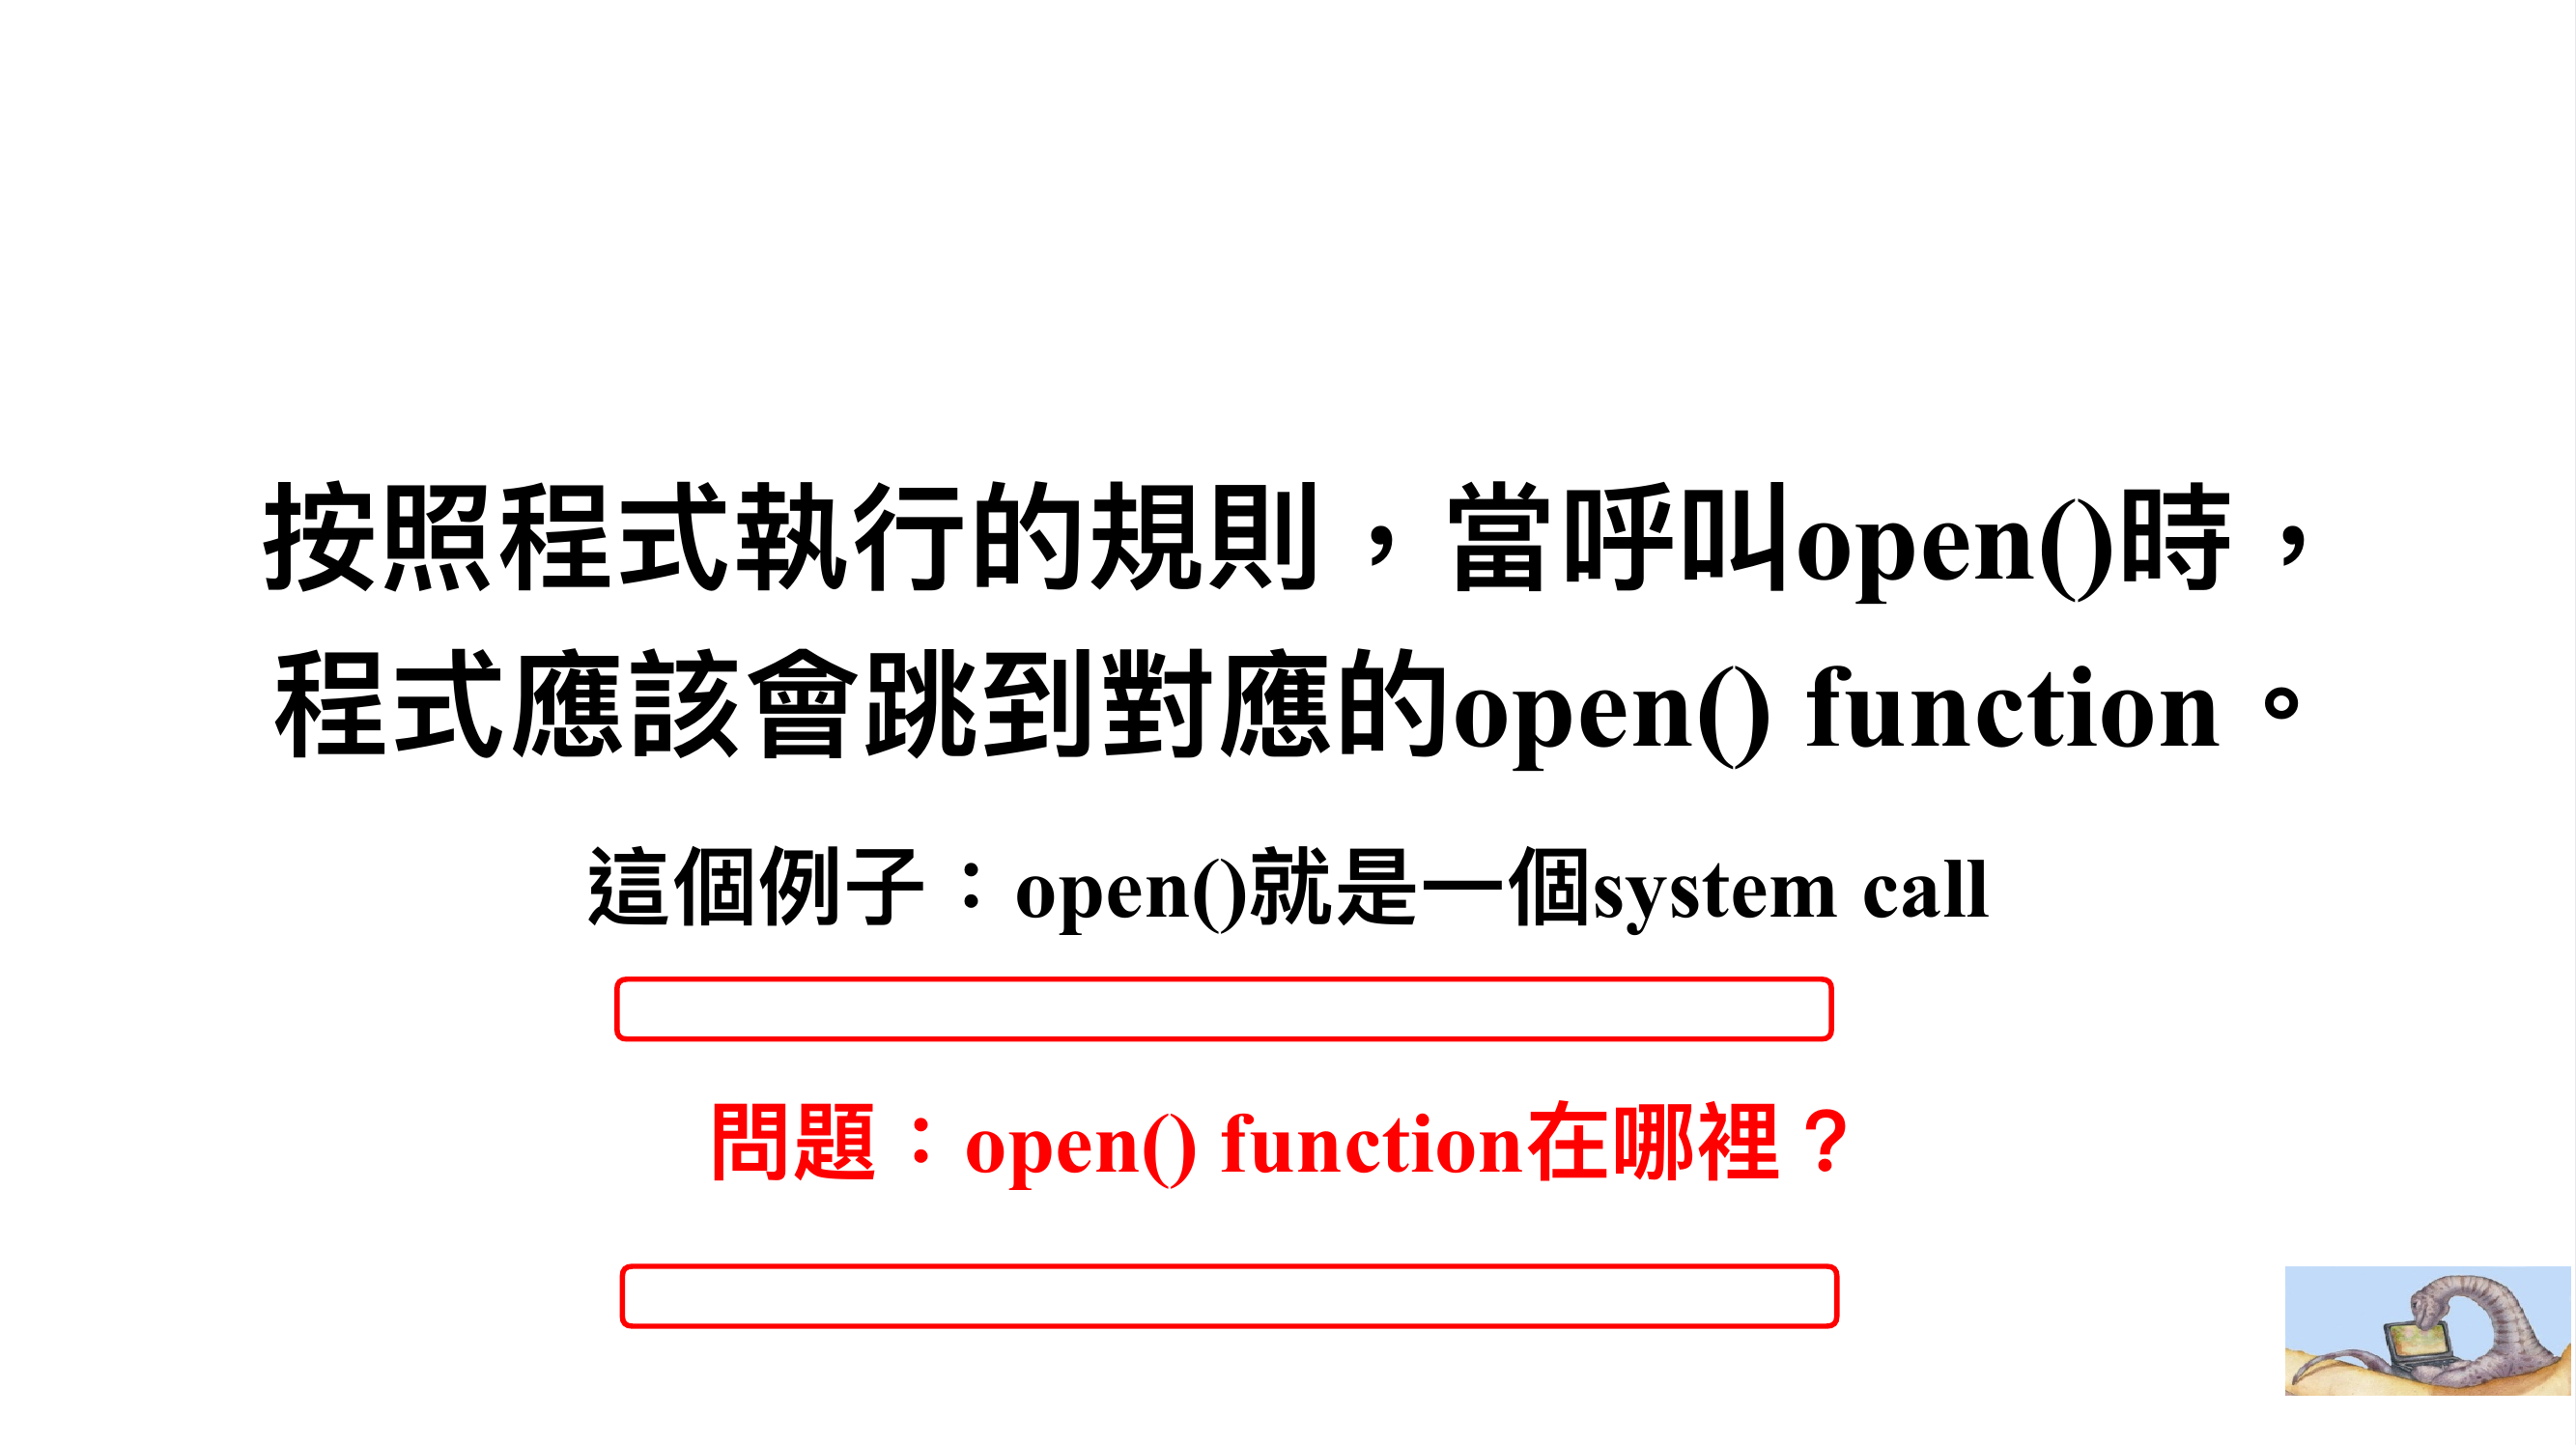 按照程式執行的規則，當呼叫open()時，
程式應該會跳到對應的open() function。
這個例子：open()就是一個system call
問題：open() function在哪裡？